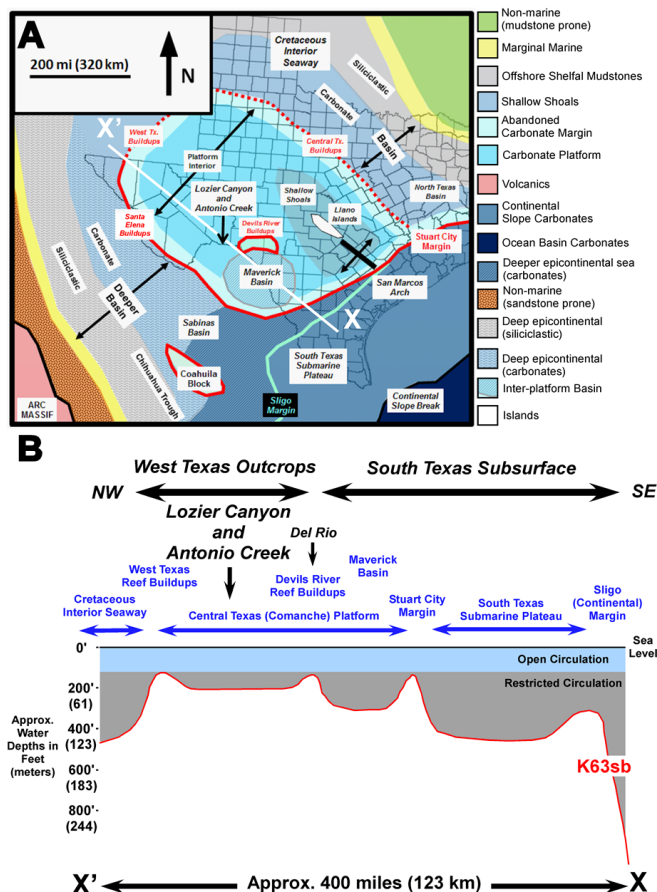 A
200 mi (320 km)
N
Cretaceous
Interior
Seaway
Siliciclastic
Carbonate
Basin
X'
West Tx.
Buildups
Central Tx.
Buildups
Platform
Interior
North Texas
Basin
Lozier Canyon
and
Antonio Creek
Shallow
Shoals
Llano
Islands
Santa
Elena
Buildups
Devils River
Buildups
Stuart City
Margin
Carbonate
Siliciclastic
Deeper
Basin
Maverick
Basin
San Marcos
Arch
X
Sabinas
Basin
South Texas
Submarine
Plateau
Coahuila
Block
Chihuahua Trough
ARC
MASSIF
Sligo
Margin
Continental
Slope Break
Non-marine
(mudstone prone)
Marginal Marine
Offshore Shelfal Mudstones
Shallow Shoals
Abandoned
Carbonate Margin
Carbonate Platform
Volcanics
Continental
Slope Carbonates
Ocean Basin Carbonates
Deeper epicontinental sea
(carbonates)
Non-marine
(sandstone prone)
Deep epicontinental
(siliciclastic)
Deep epicontinental
(carbonates)
Inter-platform Basin
Islands
B
West Texas Outcrops
South Texas Subsurface
NW
SE
Lozier Canyon
and
Antonio Creek
Del Rio
West Texas
Reef Buildups
Devils River
Reef Buildups
Maverick
Basin
Cretaceous
Interior Seaway
Central Texas (Comanche) Platform
Stuart City
Margin
South Texas
Submarine Plateau
Sligo
(Continental)
Margin
0'
Sea
Level
Open Circulation
Restricted Circulation
200'
(61)
Approx.
Water
Depths in
Feet
(meters)
400'
(123)
600'
(183)
800'
(244)
K63sb
X'
Approx. 400 miles (123 km)
X